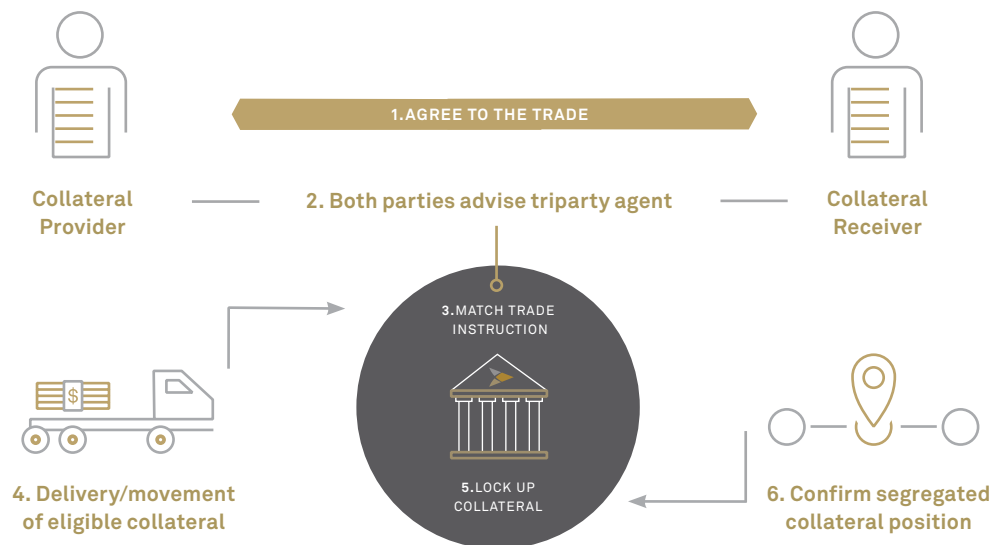 1.AGREE TO THE TRADE
Collateral
Provider
2. Both parties advise triparty agent
Collateral
Receiver
3.MATCH TRADE
INSTRUCTION
$
4. Delivery/movement
of eligible collateral
5.LOCK UP
COLLATERAL
6. Confirm segregated
collateral position